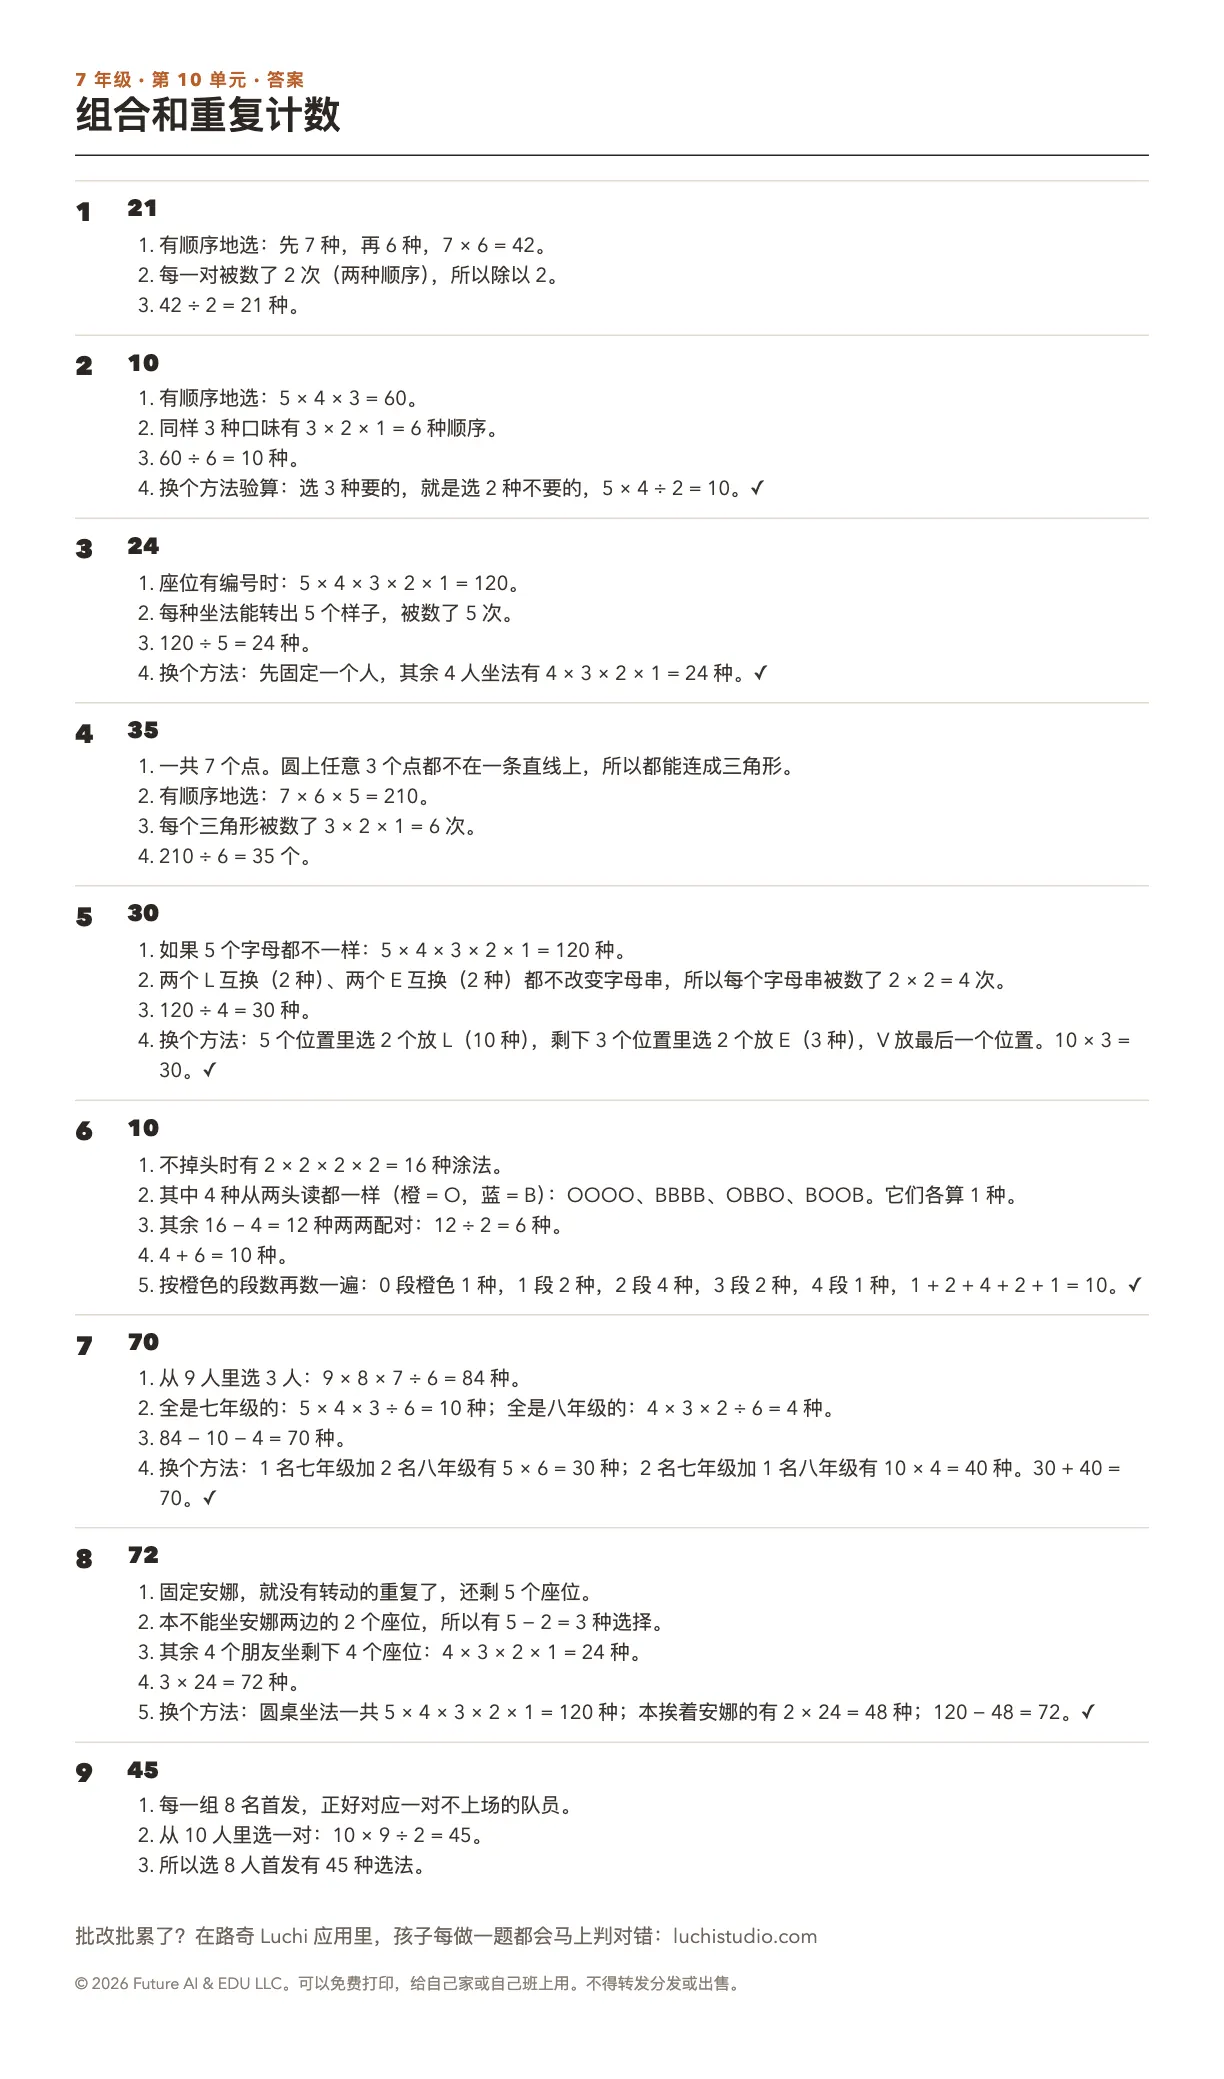 7 年级 · 第 10 单元 · 答案
组合和重复计数
1 21
1. 有顺序地选：先 7 种，再 6 种，7 × 6 = 42。
2. 每一对被数了 2 次（两种顺序），所以除以 2。
3. 42 ÷ 2 = 21 种。
2 10
1. 有顺序地选：5 × 4 × 3 = 60。
2. 同样 3 种口味有 3 × 2 × 1 = 6 种顺序。
3. 60 ÷ 6 = 10 种。
4. 换个方法验算：选 3 种要的，就是选 2 种不要的，5 × 4 ÷ 2 = 10。✓
3 24
1. 座位有编号时：5 × 4 × 3 × 2 × 1 = 120。
2. 每种坐法能转出 5 个样子，被数了 5 次。
3. 120 ÷ 5 = 24 种。
4. 换个方法：先固定一个人，其余 4 人坐法有 4 × 3 × 2 × 1 = 24 种。✓
4 35
1. 一共 7 个点。圆上任意 3 个点都不在一条直线上，所以都能连成三角形。
2. 有顺序地选：7 × 6 × 5 = 210。
3. 每个三角形被数了 3 × 2 × 1 = 6 次。
4. 210 ÷ 6 = 35 个。
5 30
1. 如果 5 个字母都不一样：5 × 4 × 3 × 2 × 1 = 120 种。
2. 两个 L 互换（2 种）、两个 E 互换（2 种）都不改变字母串，所以每个字母串被数了 2 × 2 = 4 次。
3. 120 ÷ 4 = 30 种。
4. 换个方法：5 个位置里选 2 个放 L（10 种），剩下 3 个位置里选 2 个放 E（3 种），V 放最后一个位置。10 × 3 =
30。✓
6 10
1. 不掉头时有 2 × 2 × 2 × 2 = 16 种涂法。
2. 其中 4 种从两头读都一样（橙 = O，蓝 = B）：OOOO、BBBB、OBBO、BOOB。它们各算 1 种。
3. 其余 16 − 4 = 12 种两两配对：12 ÷ 2 = 6 种。
4. 4 + 6 = 10 种。
5. 按橙色的段数再数一遍：0 段橙色 1 种，1 段 2 种，2 段 4 种，3 段 2 种，4 段 1 种，1 + 2 + 4 + 2 + 1 = 10。✓
7 70
1. 从 9 人里选 3 人：9 × 8 × 7 ÷ 6 = 84 种。
2. 全是七年级的：5 × 4 × 3 ÷ 6 = 10 种；全是八年级的：4 × 3 × 2 ÷ 6 = 4 种。
3. 84 − 10 − 4 = 70 种。
4. 换个方法：1 名七年级加 2 名八年级有 5 × 6 = 30 种；2 名七年级加 1 名八年级有 10 × 4 = 40 种。30 + 40 =
70。✓
8 72
1. 固定安娜，就没有转动的重复了，还剩 5 个座位。
2. 本不能坐安娜两边的 2 个座位，所以有 5 − 2 = 3 种选择。
3. 其余 4 个朋友坐剩下 4 个座位：4 × 3 × 2 × 1 = 24 种。
4. 3 × 24 = 72 种。
5. 换个方法：圆桌坐法一共 5 × 4 × 3 × 2 × 1 = 120 种；本挨着安娜的有 2 × 24 = 48 种；120 − 48 = 72。✓
9 45
1. 每一组 8 名首发，正好对应一对不上场的队员。
2. 从 10 人里选一对：10 × 9 ÷ 2 = 45。
3. 所以选 8 人首发有 45 种选法。
批改批累了？在路奇 Luchi 应用里，孩子每做一题都会马上判对错：luchistudio.com
© 2026 Future AI & EDU LLC。可以免费打印，给自己家或自己班上用。不得转发分发或出售。